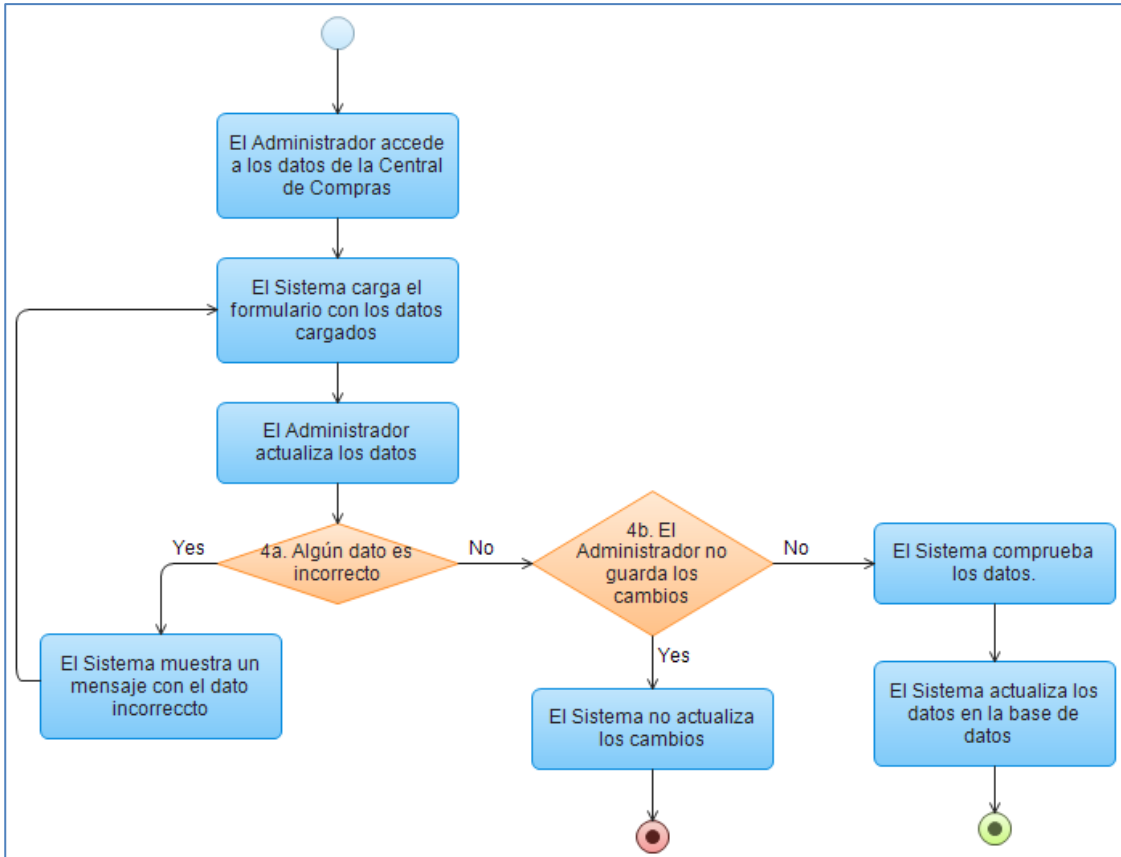 El Administrador accede
a los datos de la Central
de Compras
El Sistema carga el
formulario con los datos
cargados
El Administrador
actualiza los datos
Yes
4a. Algún dato es
incorrecto
No
4b. El
Administrador no
guarda los
cambios
No
El Sistema comprueba
los datos.
El Sistema muestra un
mensaje con el dato
incorreccto
Yes
El Sistema no actualiza
los cambios
El Sistema actualiza los
datos en la base de
datos